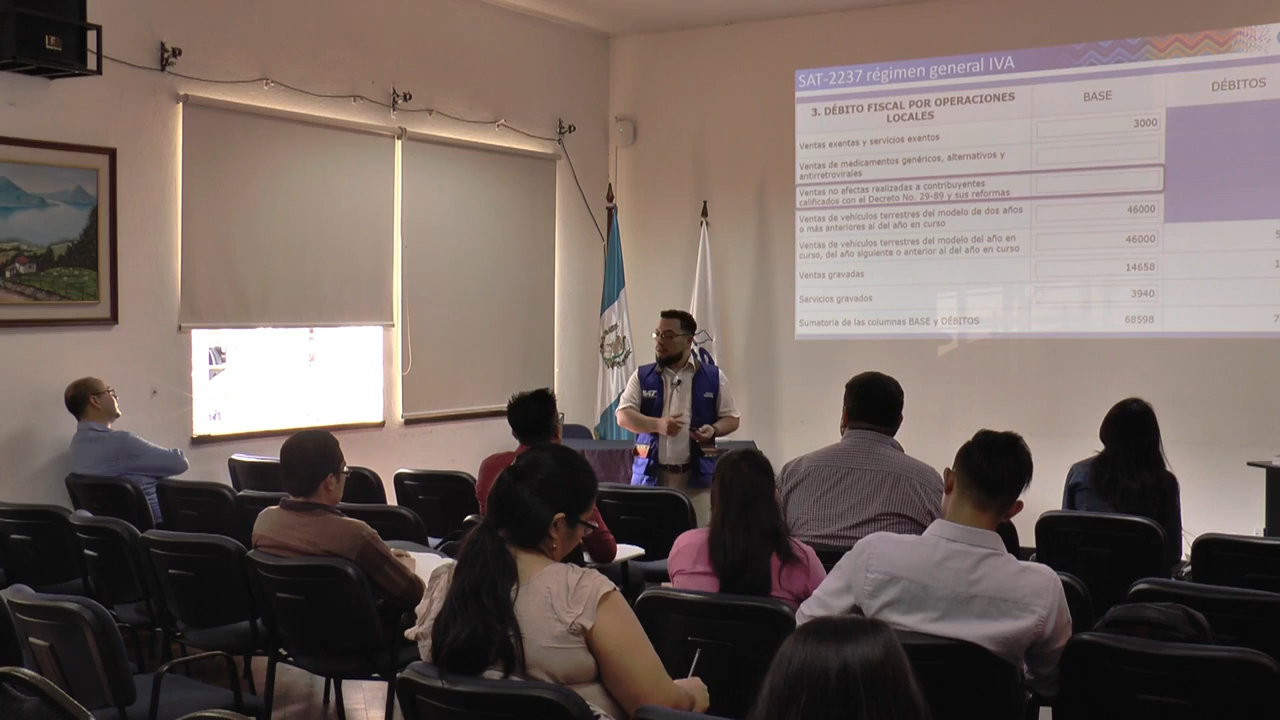 SAT-2237 régimen general IVA
3. DÉBITO FISCAL POR OPERACIONES
LOCALES
BASE
DÉBITOS
Ventas exentas y servicios exentos
3000
Ventas de medicamentos genéricos, alternativos y
antirretrovirales
Ventas no afectas realizadas a contribuyentes
calificados con el Decreto No. 29-89 y sus reformas
Ventas de vehículos terrestres del modelo de dos años
o más anteriores al del año en curso
46000
Ventas de vehículos terrestres del modelo del año en
curso, del año siguiente o anterior al del año en curso
46000
Ventas gravadas
14658
Servicios gravados
3940
Sumatoria de las columnas BASE y DÉBITOS
68598
SAT